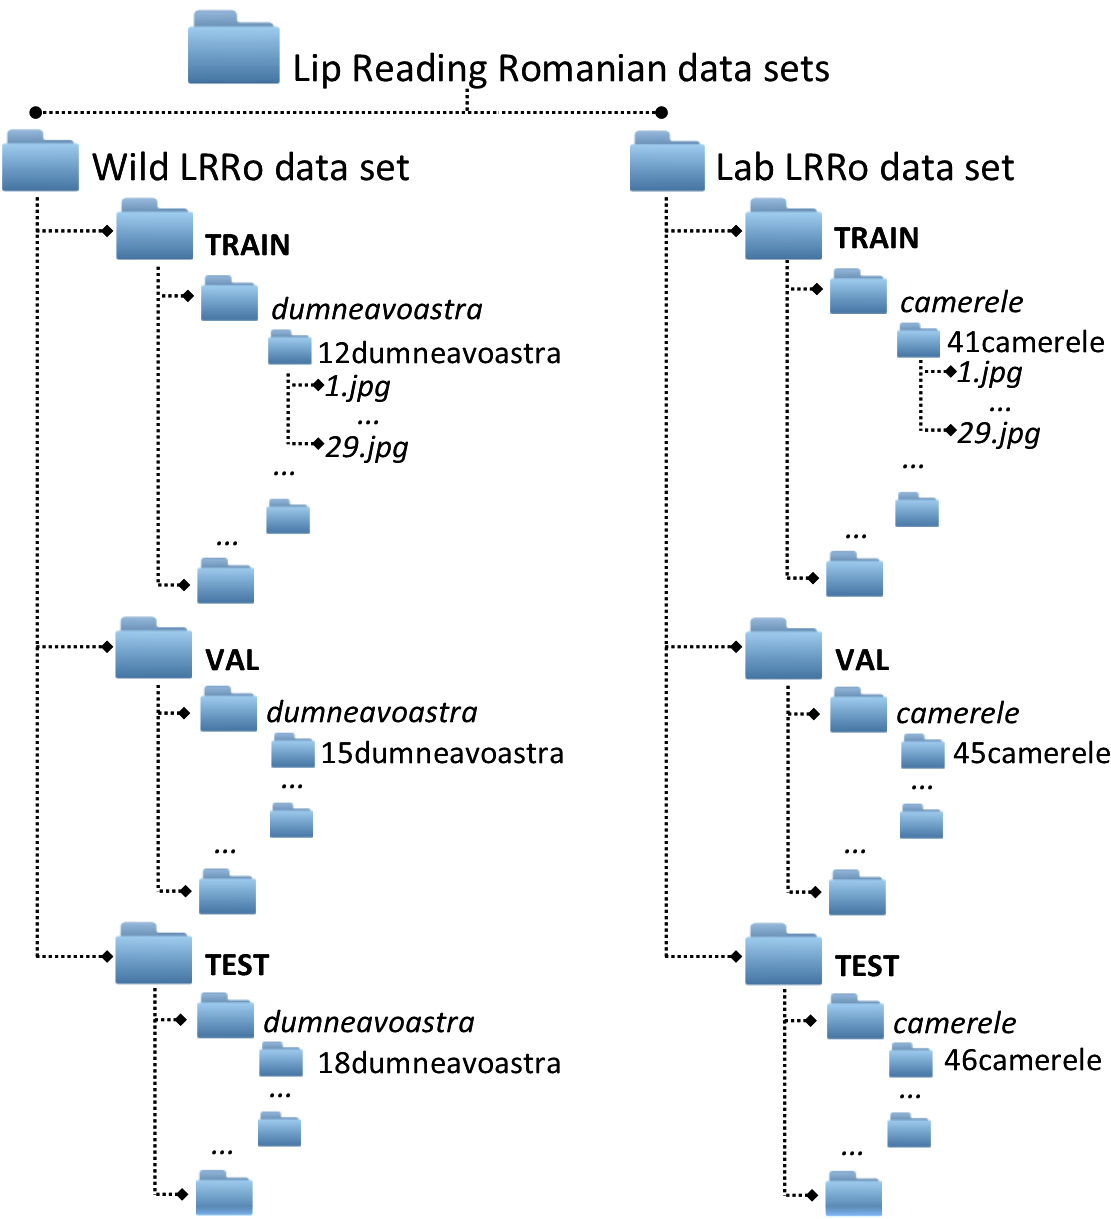 Lip Reading Romanian data sets
Wild LRRo data set
TRAIN
dumneavoastra
12dumneavoastra
1.jpg
...
29.jpg
...
...
VAL
dumneavoastra
15dumneavoastra
...
...
TEST
dumneavoastra
18dumneavoastra
...
...
Lab LRRo data set
TRAIN
camerele
41camerele
1.jpg
...
29.jpg
...
...
VAL
camerele
45camerele
...
...
TEST
camerele
46camerele
...
...